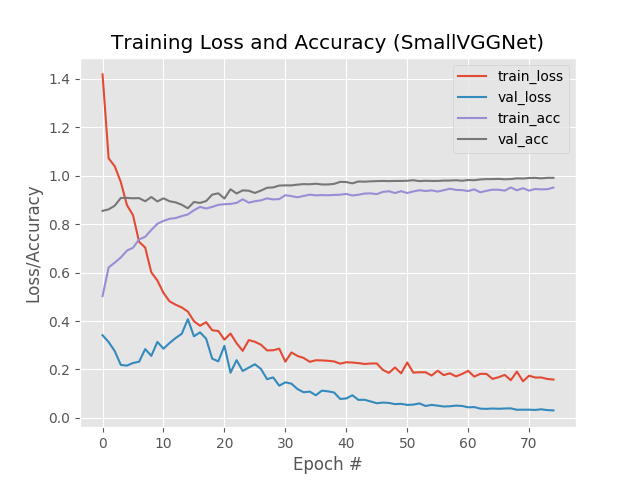 Training Loss and Accuracy (SmallVGGNet)
train_loss
val_loss
train_acc
val_acc
1.4
1.2
1.0
0.8
0.6
0.4
0.2
0.0
Loss/Accuracy
0 10 20 30 40 50 60 70
Epoch #